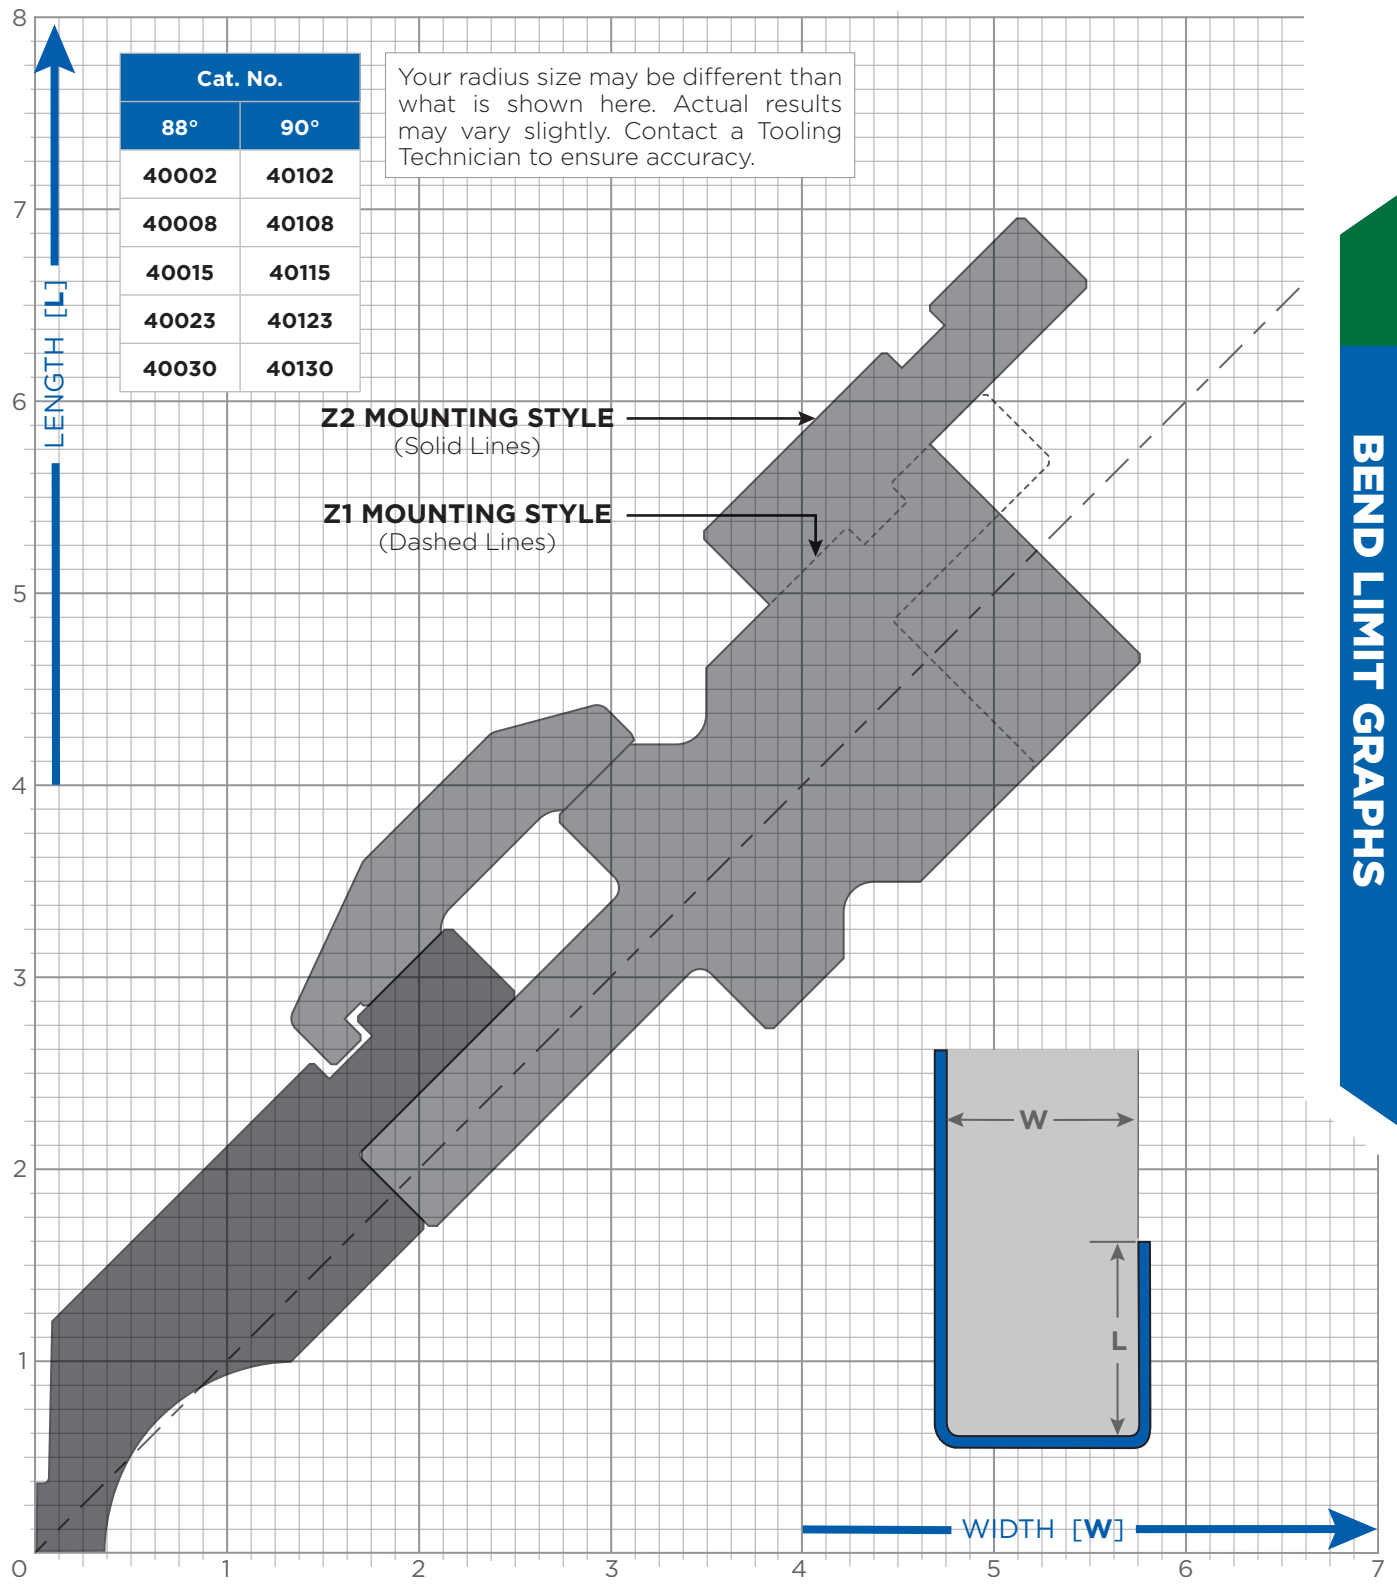 8
7
6
5
4
3
2
1
0
1
2
3
4
5
6
7
LENGTH [L]
Cat. No.
88° 90°
40002 40102
40008 40108
40015 40115
40023 40123
40030 40130
Your radius size may be different than
what is shown here. Actual results
may vary slightly. Contact a Tooling
Technician to ensure accuracy.
Z2 MOUNTING STYLE
(Solid Lines)
Z1 MOUNTING STYLE
(Dashed Lines)
BEND LIMIT GRAPHS
W
L
WIDTH [W]